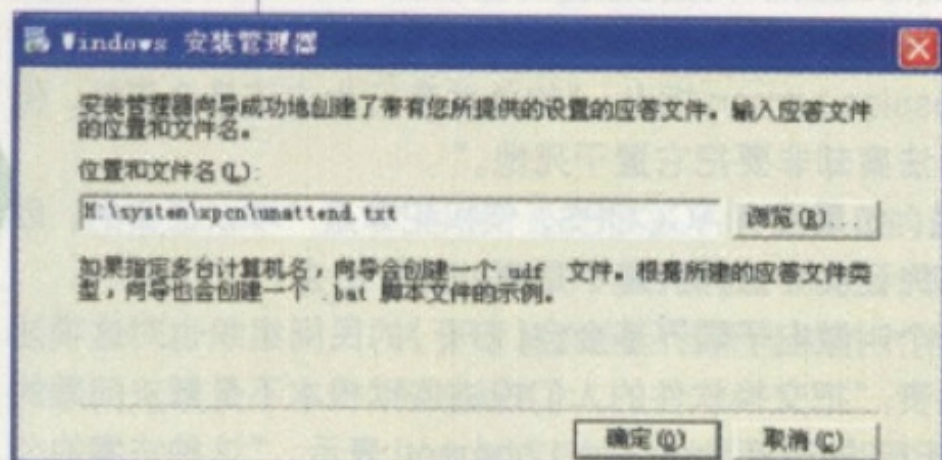 Windows 安装管理器
安装管理器向导成功地创建了带有您所提供的设置的应答文件。输入应答文件
的位置和文件名。
位置和文件名(L):
H:\system\xpcn\unattend.txt
浏览(R)...
如果指定多台计算机名，向导会创建一个 udf 文件。根据所建的应答文件类
型，向导也会创建一个 .bat 脚本文件的示例。
确定(O)
取消(C)